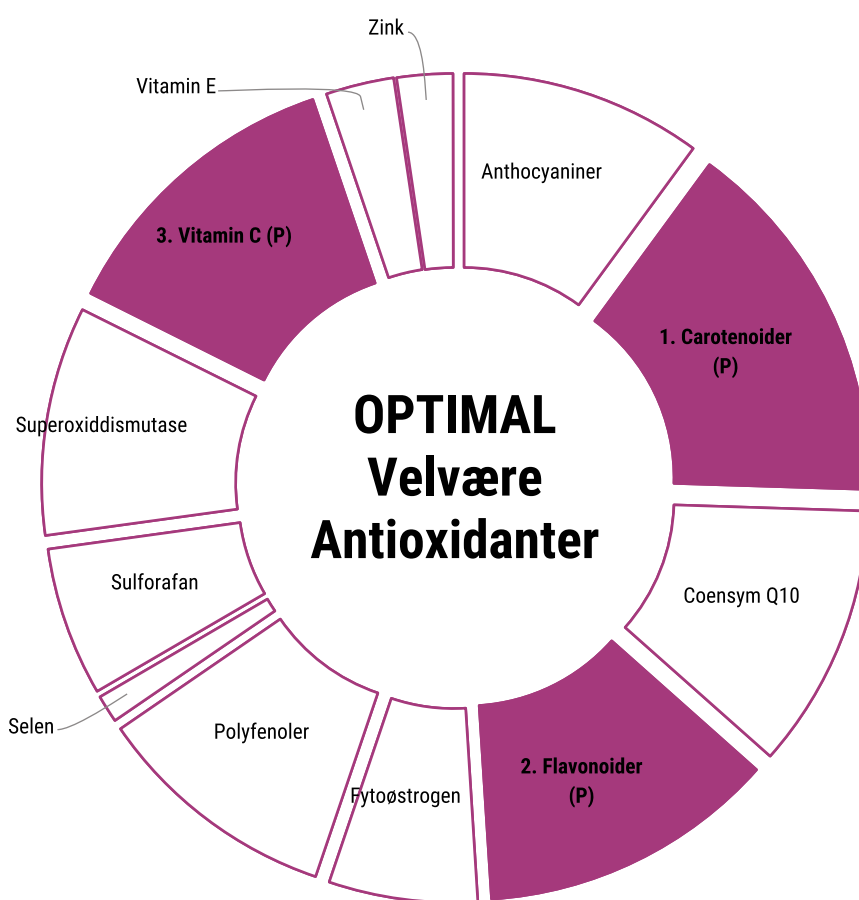 Zink
Vitamin E
Anthocyaniner
3. Vitamin C (P)
1. Carotenoider
(P)
OPTIMAL
Velvære
Antioxidanter
Superoxiddismutase
Sulforafan
Coensym Q10
Selen
Polyfenoler
2. Flavonoider
(P)
Fytoøstrogen